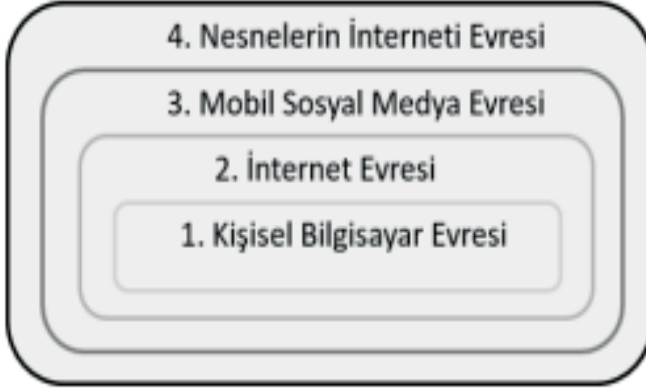 4. Nesnelerin İnterneti Evresi
3. Mobil Sosyal Medya Evresi
2. İnternet Evresi
1. Kişisel Bilgisayar Evresi